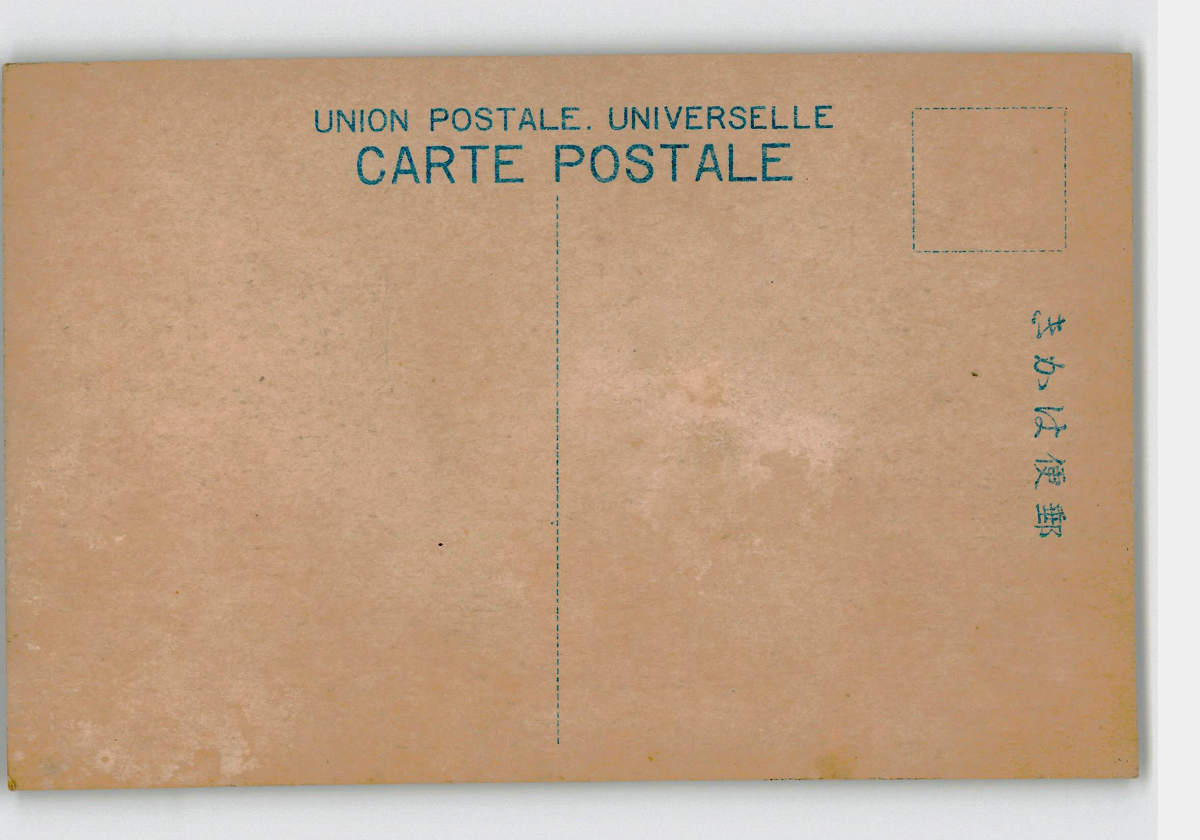 UNION POSTALE. UNIVERSELLE
CARTE POSTALE
郵便はかき